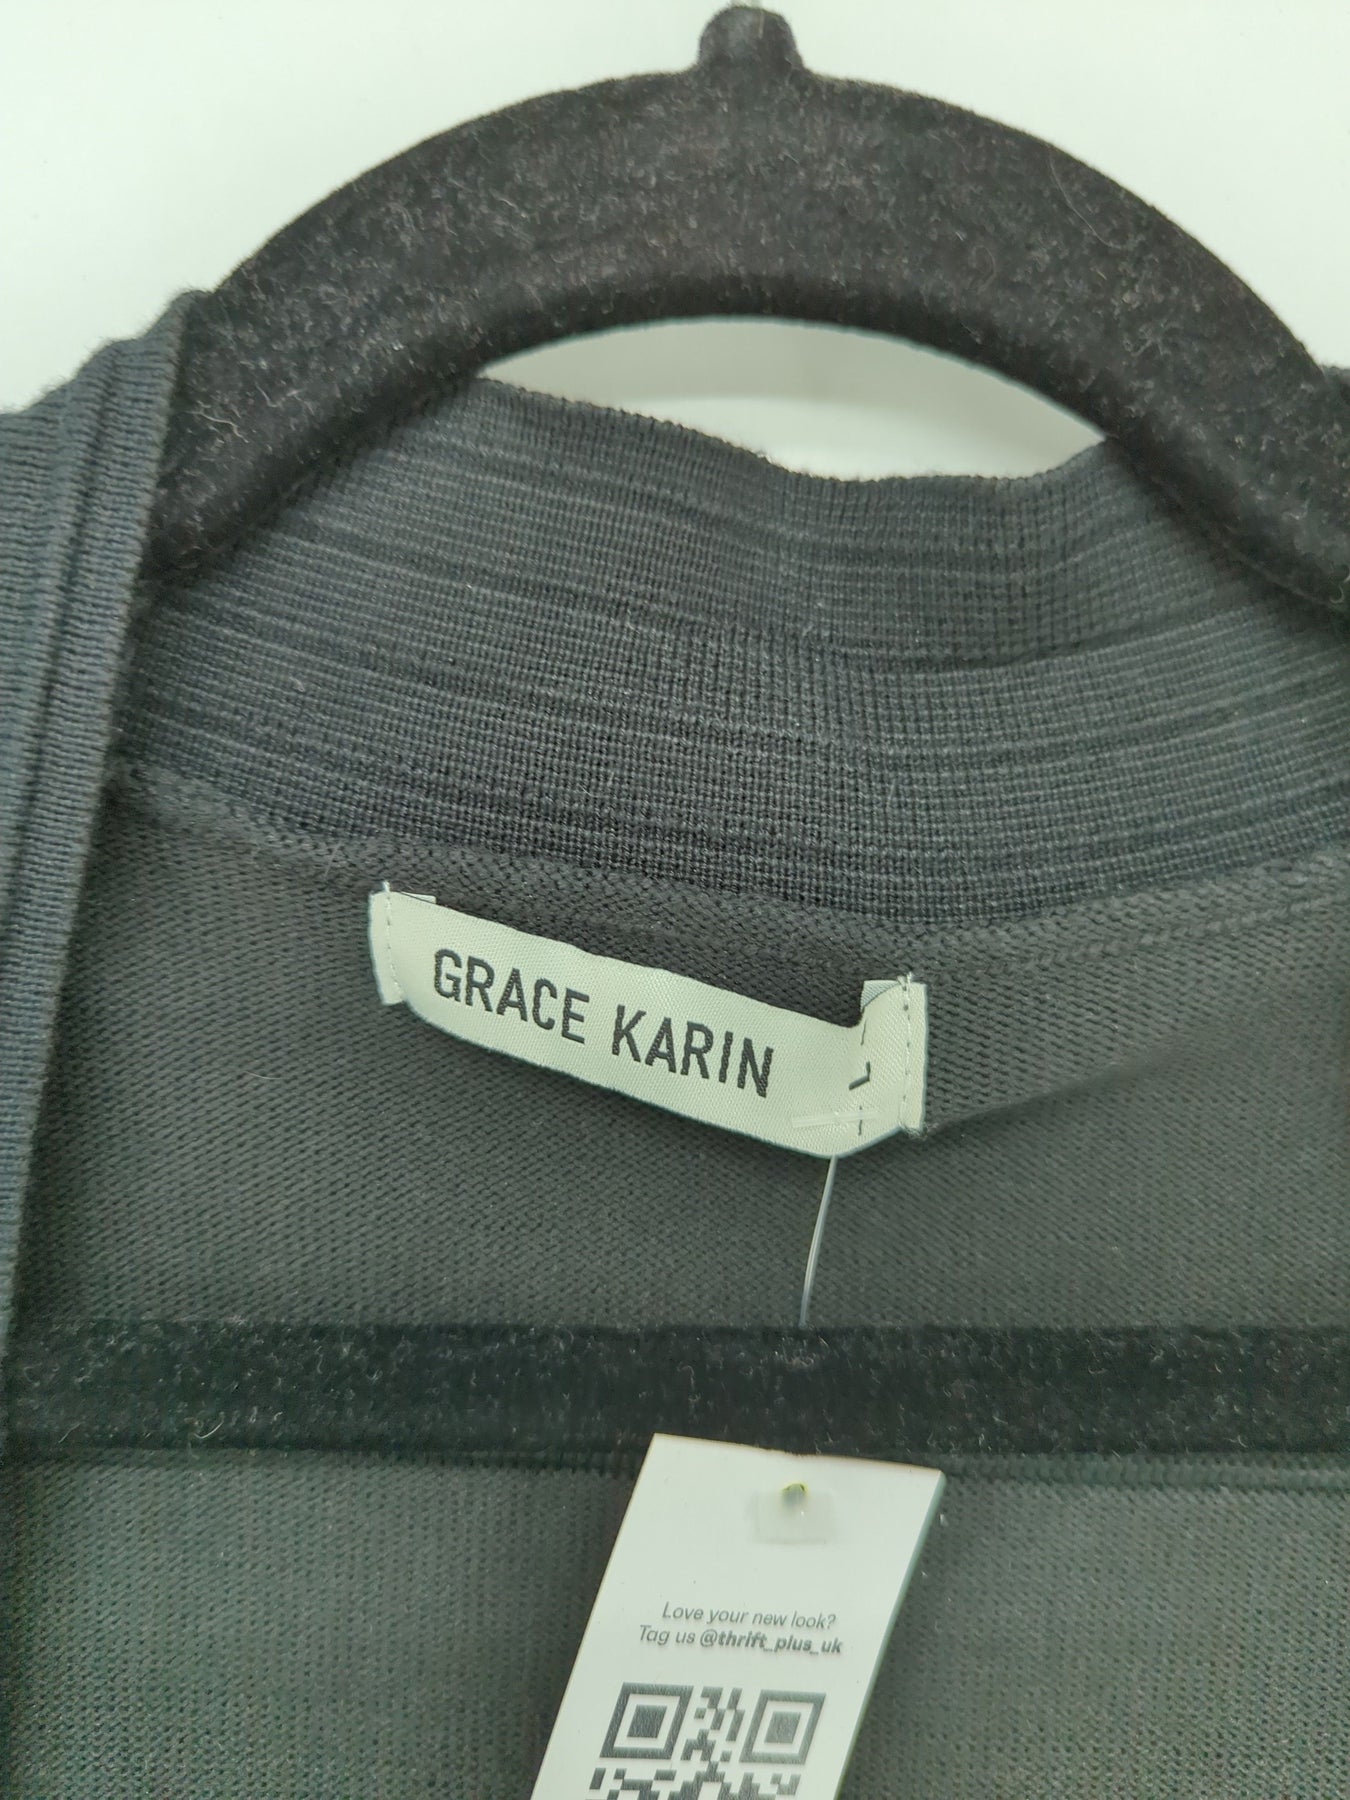 GRACE KARIN
Love your new look?
Tag us @thrift_plus_uk